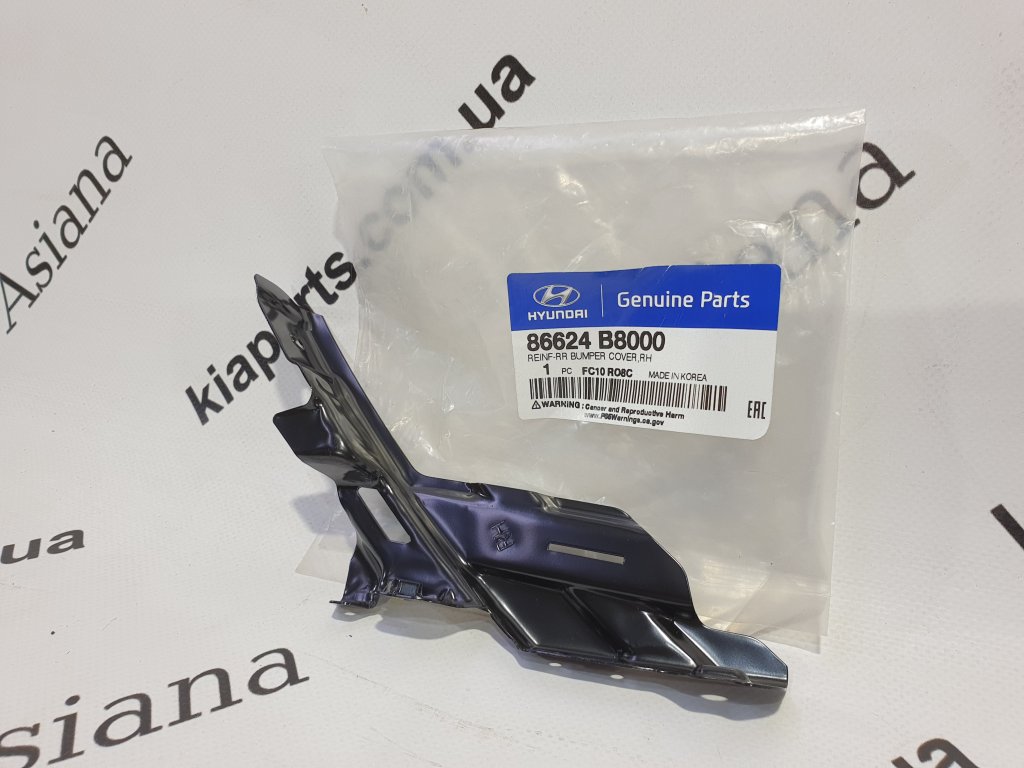 Asiana
kiaparts.com.ua
HYUNDAI
Genuine Parts
86624 B8000
REINF-RR BUMPER COVER,RH
1 PC FC10 RO8C MADE IN KOREA
EAC
⚠WARNING : Cancer and Reproductive Harm
www.P65Warnings.ca.gov
ua
siana